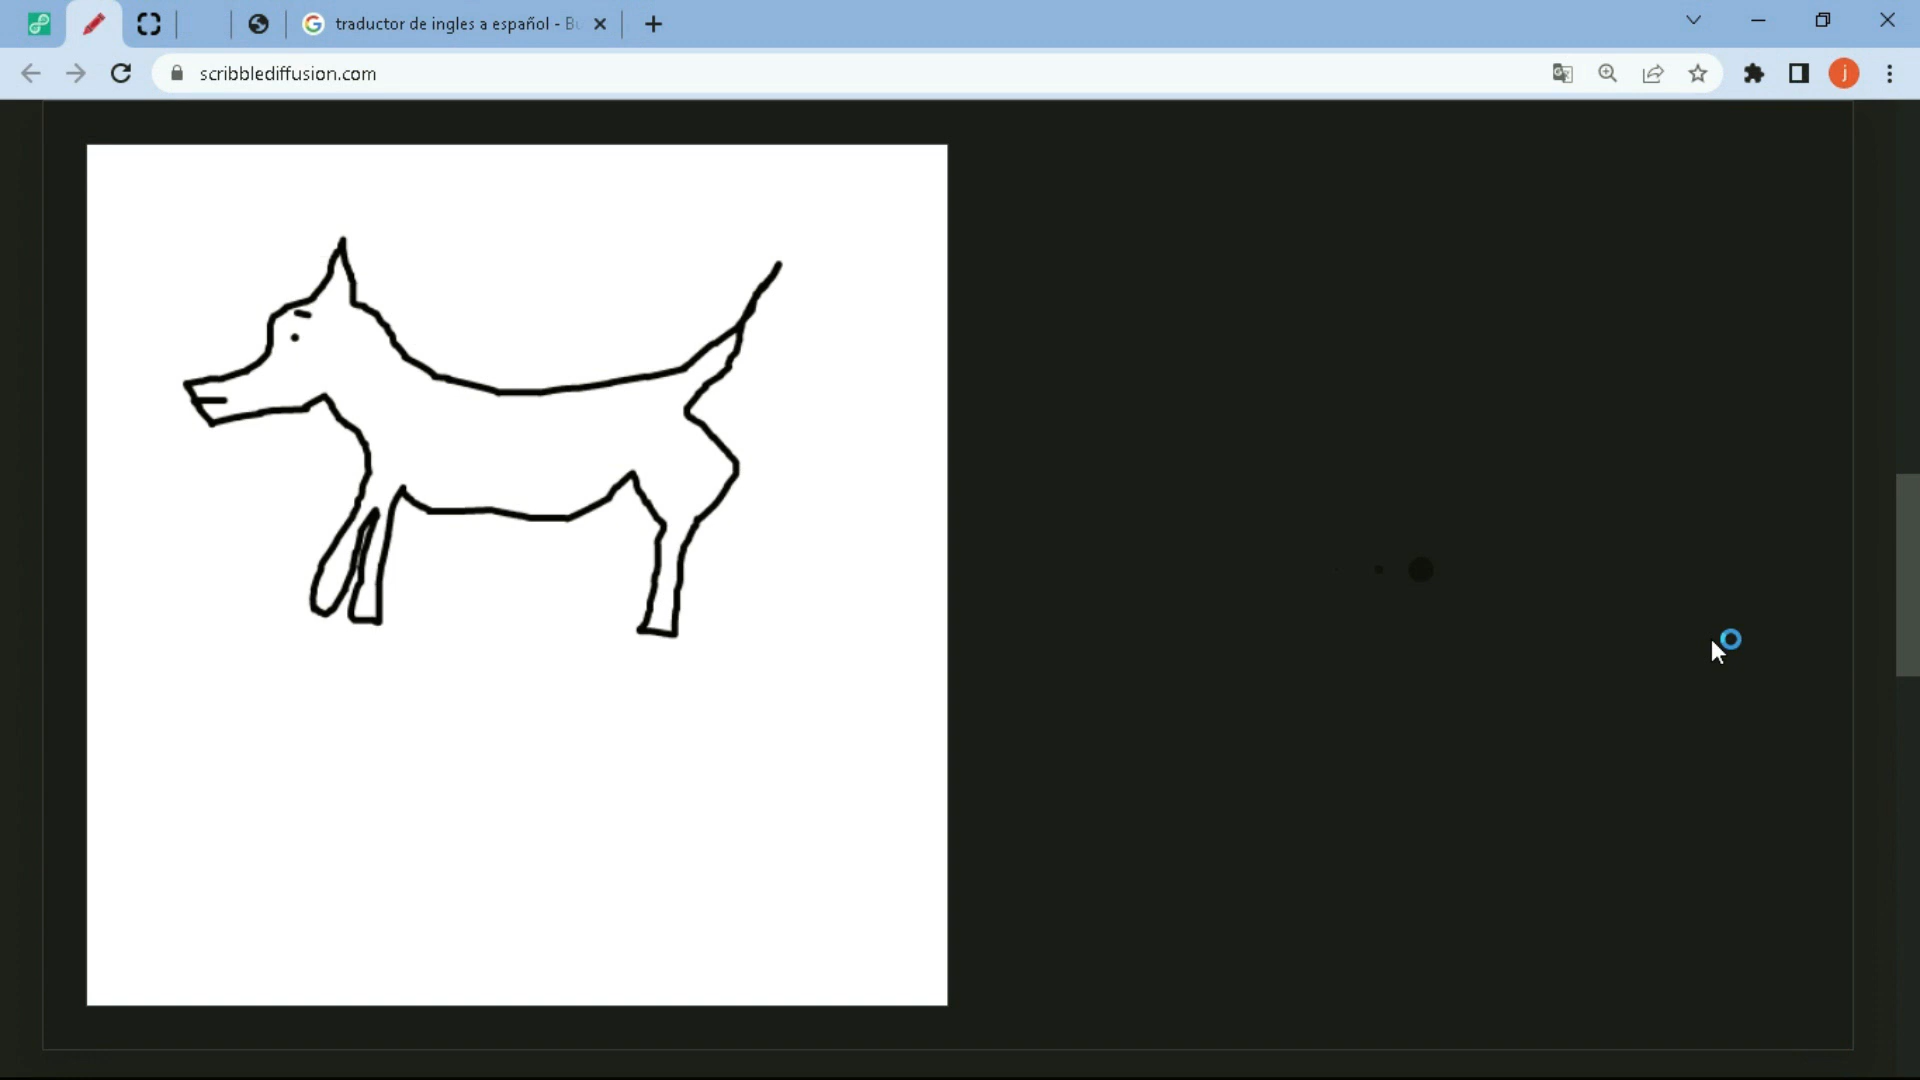 traductor de ingles a español - B
scribblediffusion.com
j